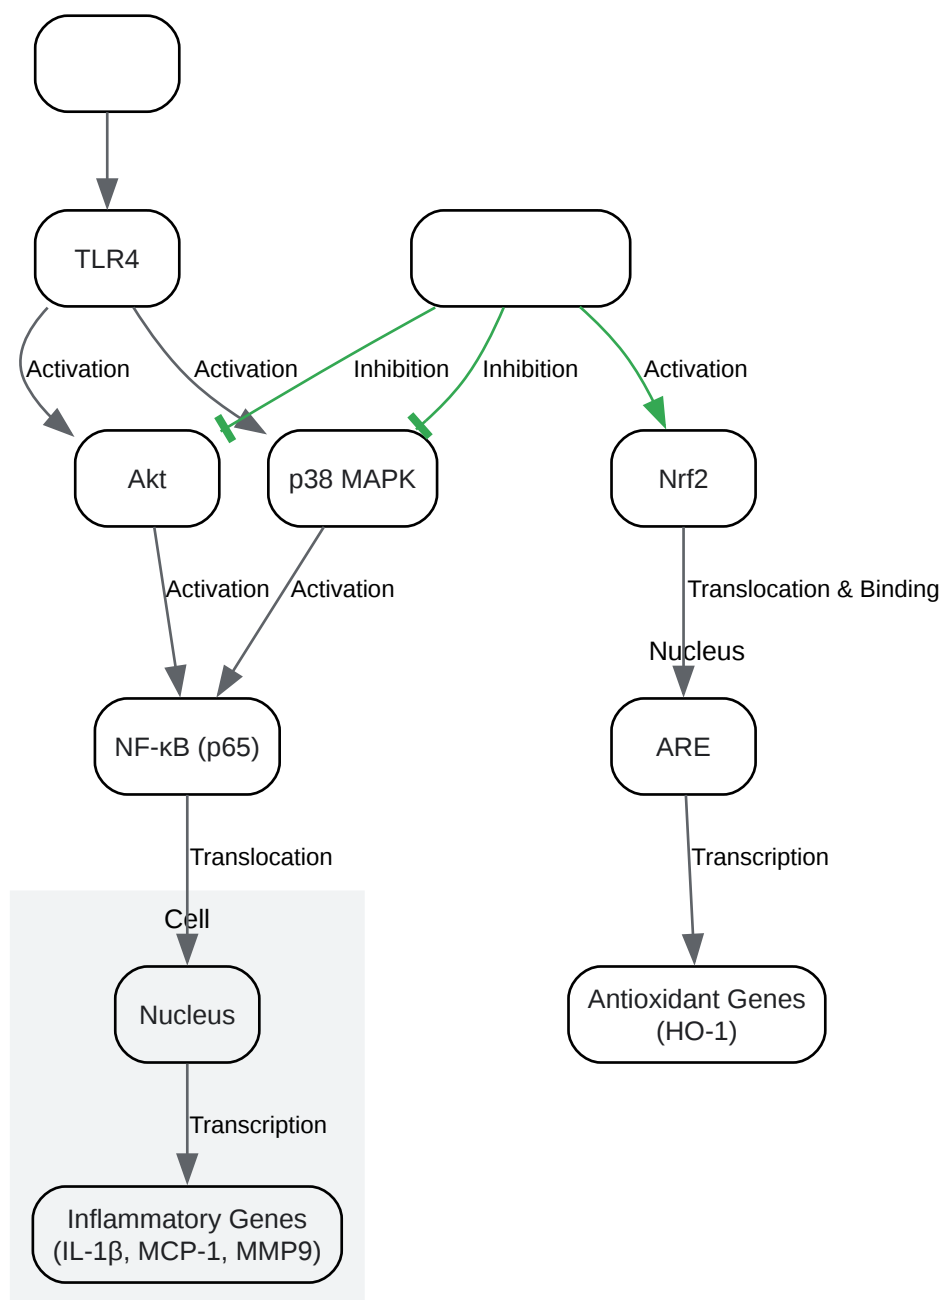 TLR4
Activation
Activation
Inhibition
Inhibition
Activation
Akt
p38 MAPK
Nrf2
Activation
Activation
Translocation & Binding
Nucleus
NF-κB (p65)
ARE
Translocation
Transcription
Cell
Nucleus
Antioxidant Genes
(HO-1)
Transcription
Inflammatory Genes
(IL-1β, MCP-1, MMP9)